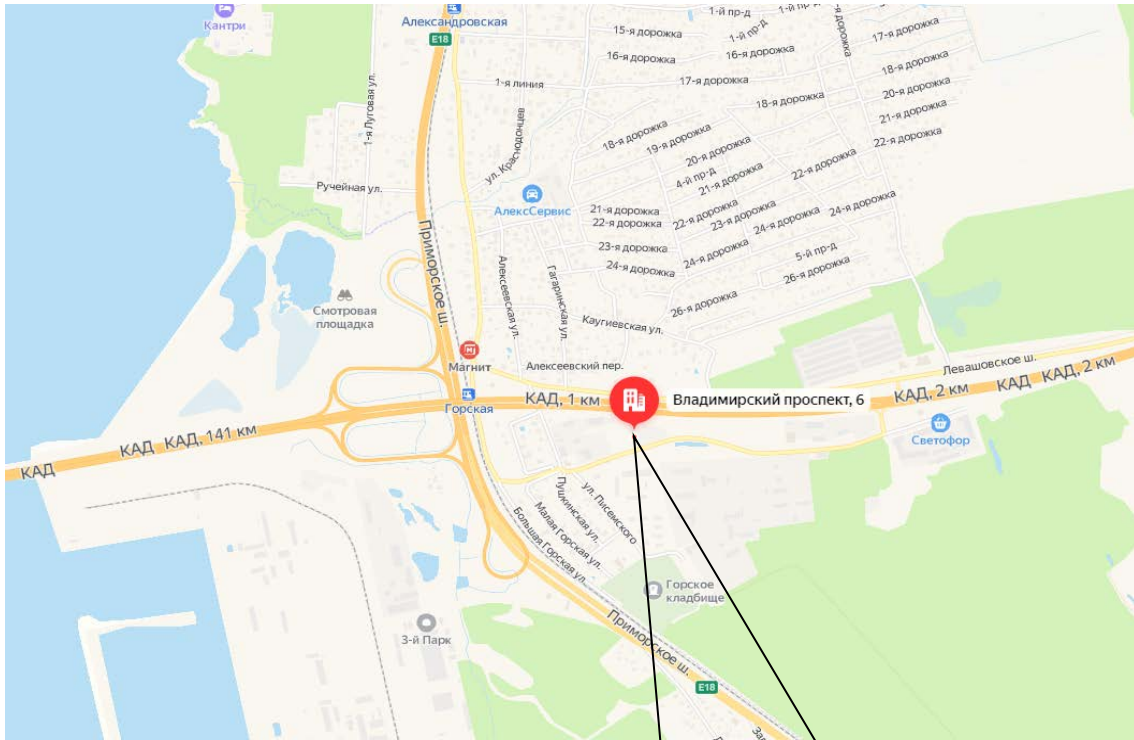 Кантри
Александровская
E18
1-й пр-д
15-я дорожка
1-й пр-д
16-я дорожка
16-я дорожка
17-я дорожка
1-я линия
17-я дорожка
18-я дорожка
18-я дорожка
20-я дорожка
21-я дорожка
22-я дорожка
1-я Луговая ул.
ул. Краснодонцев
18-я дорожка
19-я дорожка
20-я дорожка
4-й пр-д
21-я дорожка
22-я дорожка
Ручейная ул.
АлексСервис
21-я дорожка
22-я дорожка
22-я дорожка
23-я дорожка
24-я дорожка
24-я дорожка
23-я дорожка
24-я дорожка
24-я дорожка
5-й пр-д
26-я дорожка
26-я дорожка
Приморское ш.
Алексеевская ул.
Гагаринская ул.
Каугиевская ул.
Смотровая
площадка
Магнит
Алексеевский пер.
Левашовское ш.
Горская
КАД, 1 км
Владимирский проспект, 6
КАД, 2 км
КАД
КАД, 2 км
КАД
КАД, 141 км
КАД
Светофор
Пушкинская ул.
ул. Писемского
Малая Горская ул.
Большая Горская ул.
Горское
кладбище
3-й Парк
Приморское ш.
E18